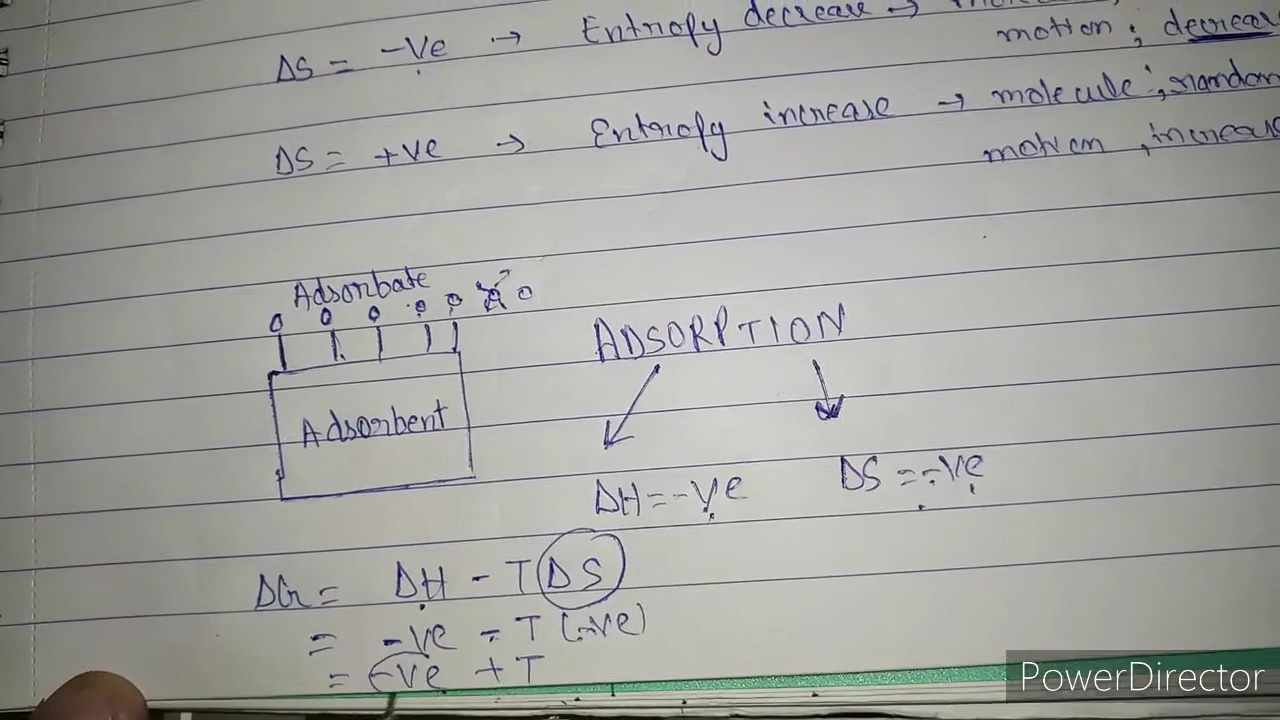 ΔS = -Ve → Entropy decrease →
motion ; decrease
ΔS = +ve → Entropy increase → molecule ; random
motion , increase
Adsorbate
Adsorbent
ADSORPTION
ΔH = -ve
ΔS = -ve
ΔG = ΔH - T(ΔS)
= -ve - T(-ve)
= -ve + T
PowerDirector